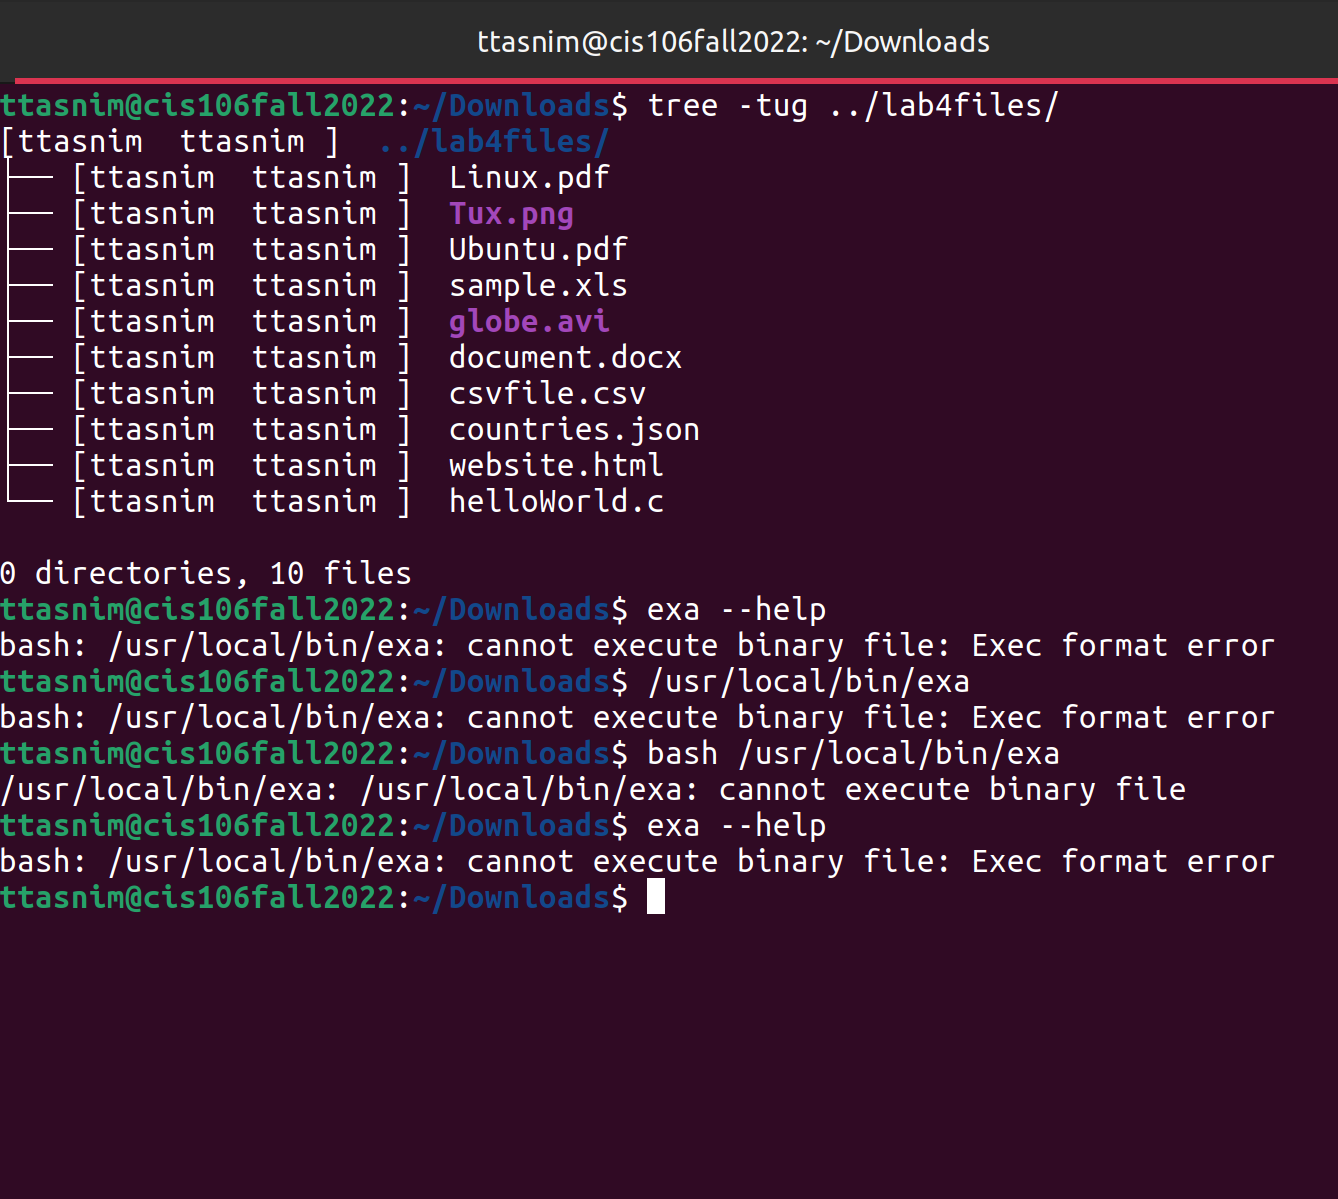 ttasnim@cis106fall2022: ~/Downloads
ttasnim@cis106fall2022:~/Downloads$ tree -tug ../lab4files/
[ttasnim  ttasnim ]  ../lab4files/
├── [ttasnim  ttasnim ]  Linux.pdf
├── [ttasnim  ttasnim ]  Tux.png
├── [ttasnim  ttasnim ]  Ubuntu.pdf
├── [ttasnim  ttasnim ]  sample.xls
├── [ttasnim  ttasnim ]  globe.avi
├── [ttasnim  ttasnim ]  document.docx
├── [ttasnim  ttasnim ]  csvfile.csv
├── [ttasnim  ttasnim ]  countries.json
├── [ttasnim  ttasnim ]  website.html
└── [ttasnim  ttasnim ]  helloWorld.c
0 directories, 10 files
ttasnim@cis106fall2022:~/Downloads$ exa --help
bash: /usr/local/bin/exa: cannot execute binary file: Exec format error
ttasnim@cis106fall2022:~/Downloads$ /usr/local/bin/exa
bash: /usr/local/bin/exa: cannot execute binary file: Exec format error
ttasnim@cis106fall2022:~/Downloads$ bash /usr/local/bin/exa
/usr/local/bin/exa: /usr/local/bin/exa: cannot execute binary file
ttasnim@cis106fall2022:~/Downloads$ exa --help
bash: /usr/local/bin/exa: cannot execute binary file: Exec format error
ttasnim@cis106fall2022:~/Downloads$